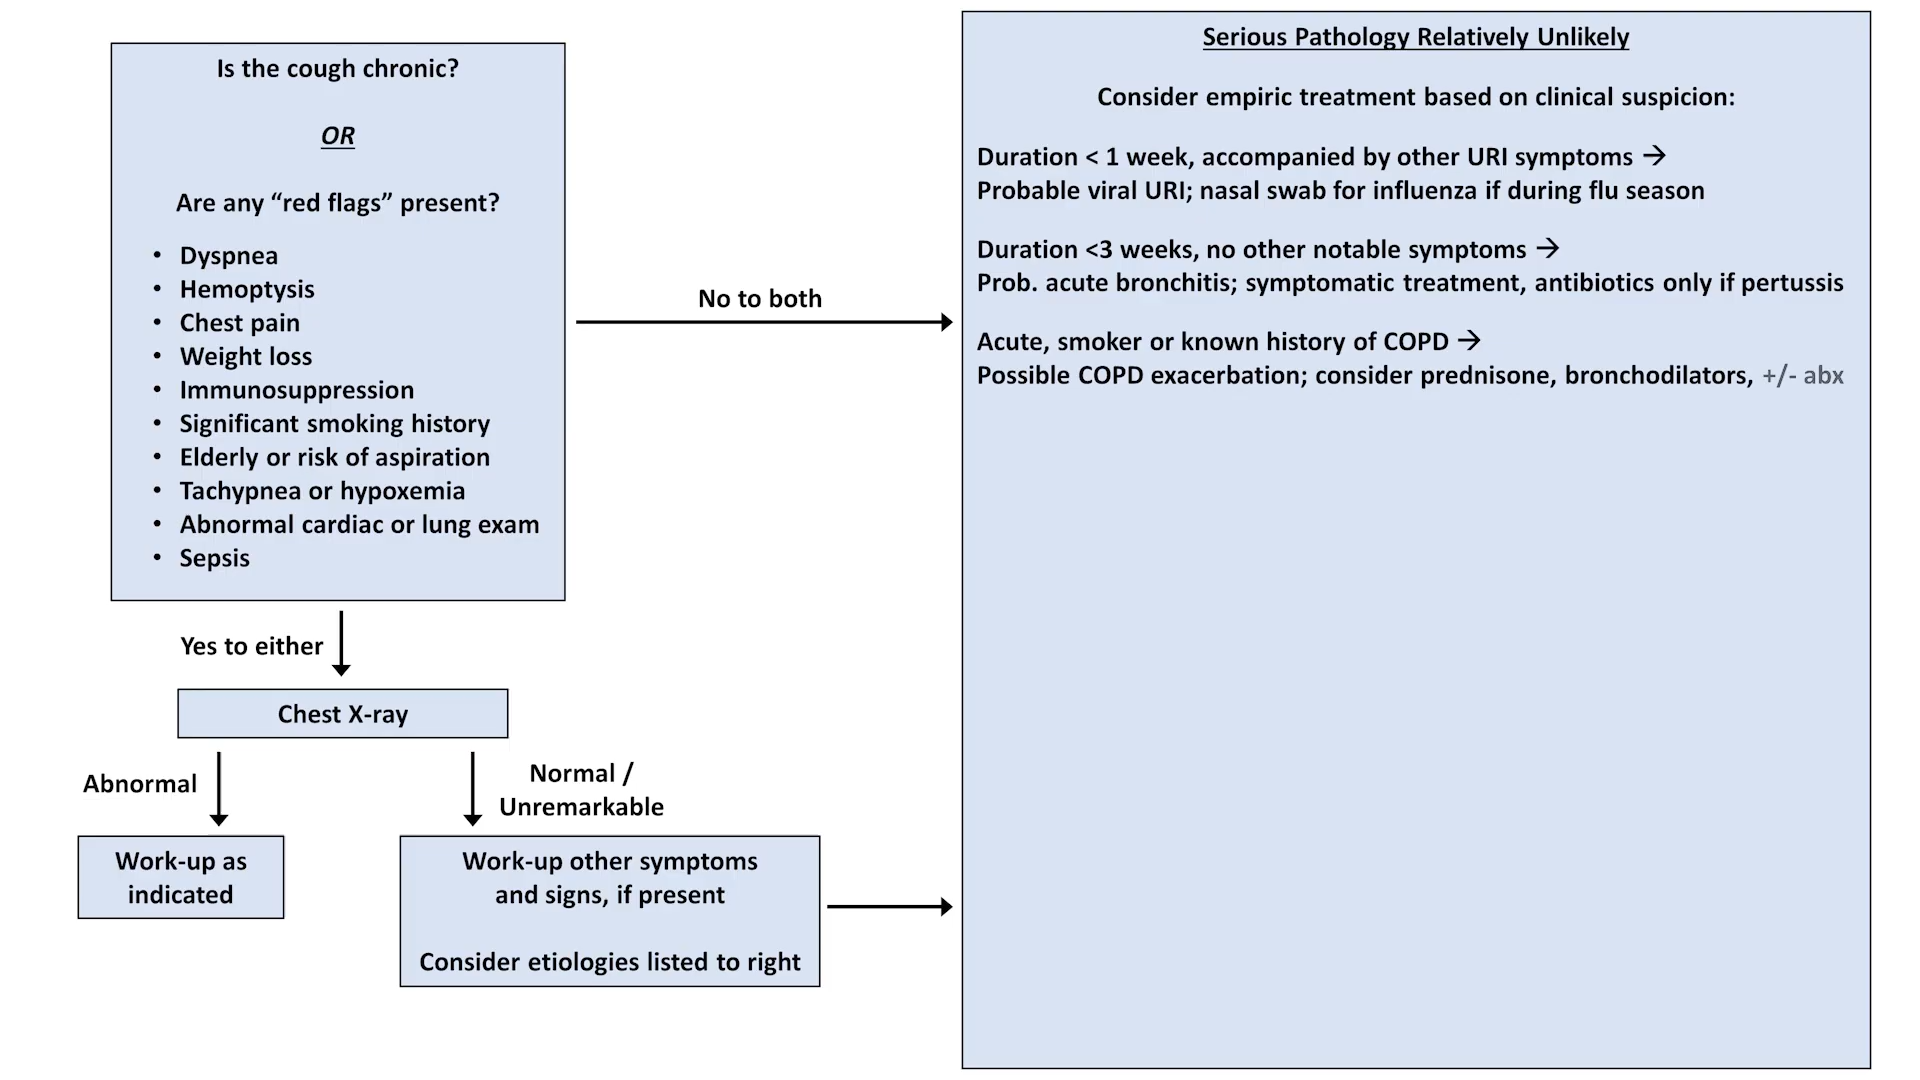 Is the cough chronic?
OR
Are any “red flags” present?
• Dyspnea
• Hemoptysis
• Chest pain
• Weight loss
• Immunosuppression
• Significant smoking history
• Elderly or risk of aspiration
• Tachypnea or hypoxemia
• Abnormal cardiac or lung exam
• Sepsis
No to both
Yes to either
Chest X-ray
Abnormal
Normal /
Unremarkable
Work-up as
indicated
Work-up other symptoms
and signs, if present
Consider etiologies listed to right
Serious Pathology Relatively Unlikely
Consider empiric treatment based on clinical suspicion:
Duration < 1 week, accompanied by other URI symptoms →
Probable viral URI; nasal swab for influenza if during flu season
Duration <3 weeks, no other notable symptoms →
Prob. acute bronchitis; symptomatic treatment, antibiotics only if pertussis
Acute, smoker or known history of COPD →
Possible COPD exacerbation; consider prednisone, bronchodilators, +/- abx